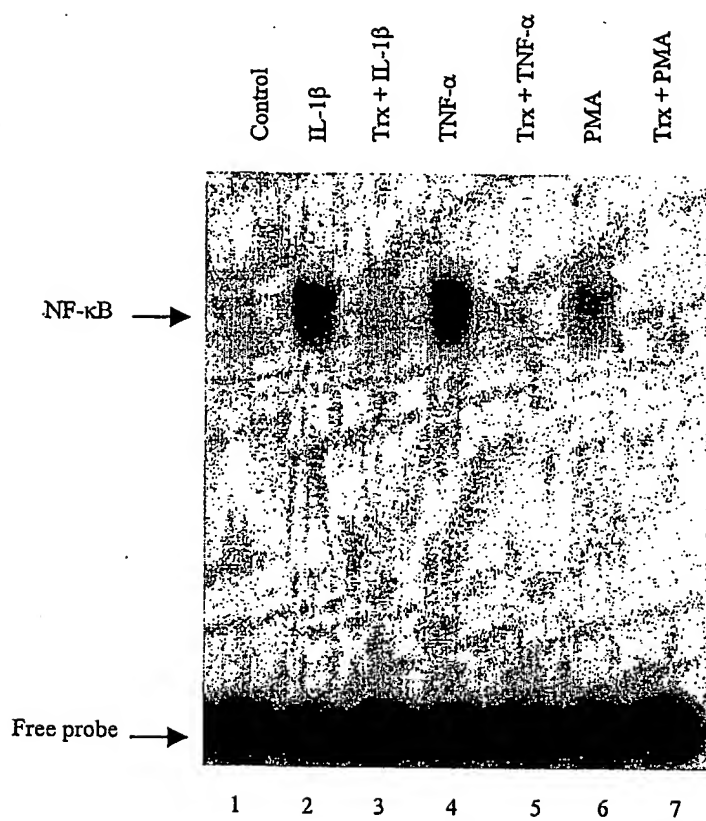 Control
IL-1β
Trx + IL-1β
TNF-α
Trx + TNF-α
PMA
Trx + PMA
NF-κB
Free probe
1 2 3 4 5 6 7